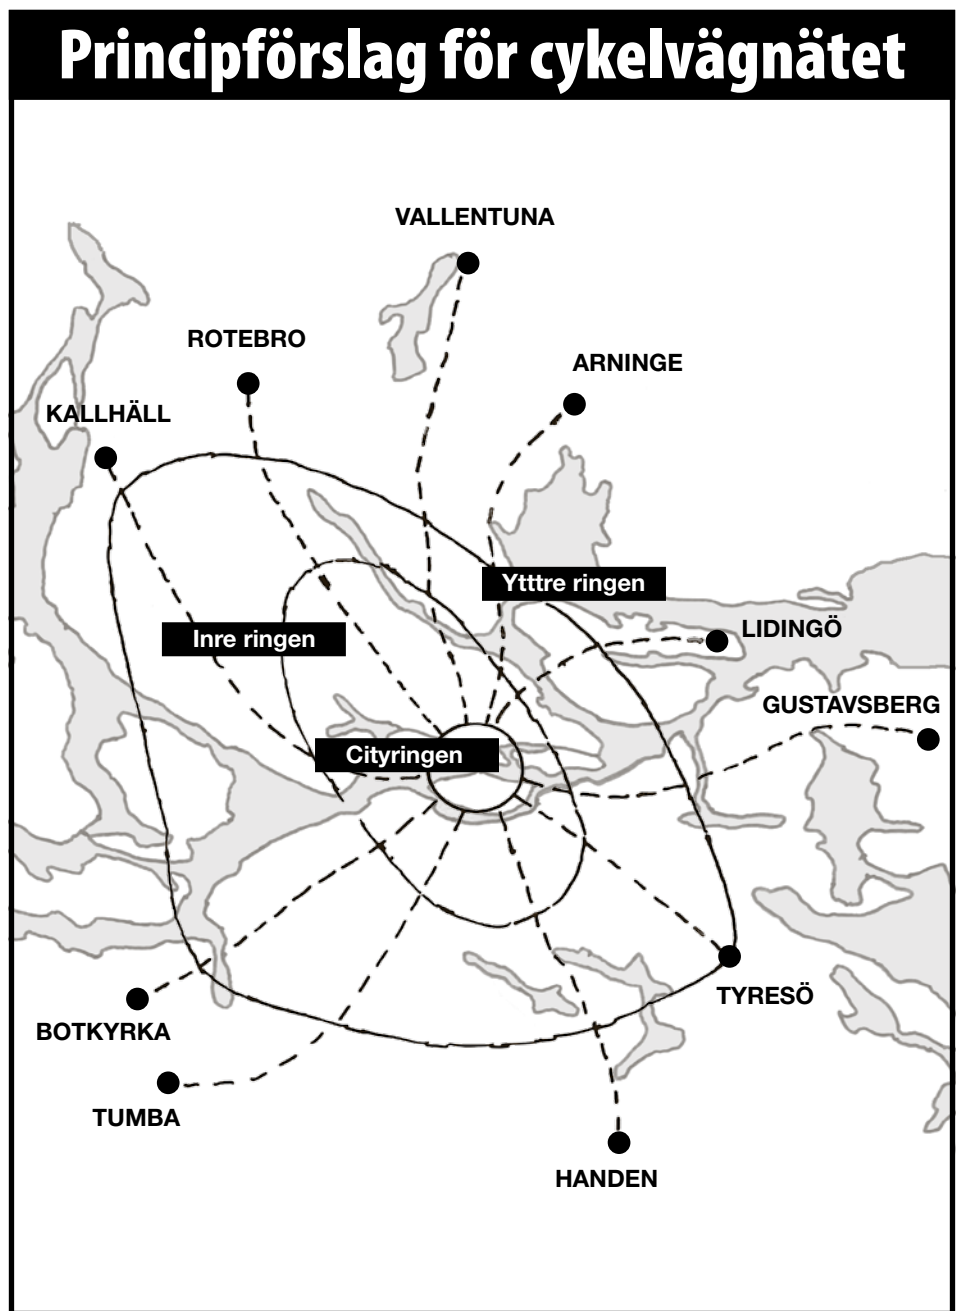 Principförslag för cykelvägnätet
VALLENTUNA
ROTEBRO
ARNINGE
KALLHÄLL
Ytttre ringen
LIDINGÖ
Inre ringen
GUSTAVSBERG
Cityringen
TYRESÖ
BOTKYRKA
TUMBA
HANDEN